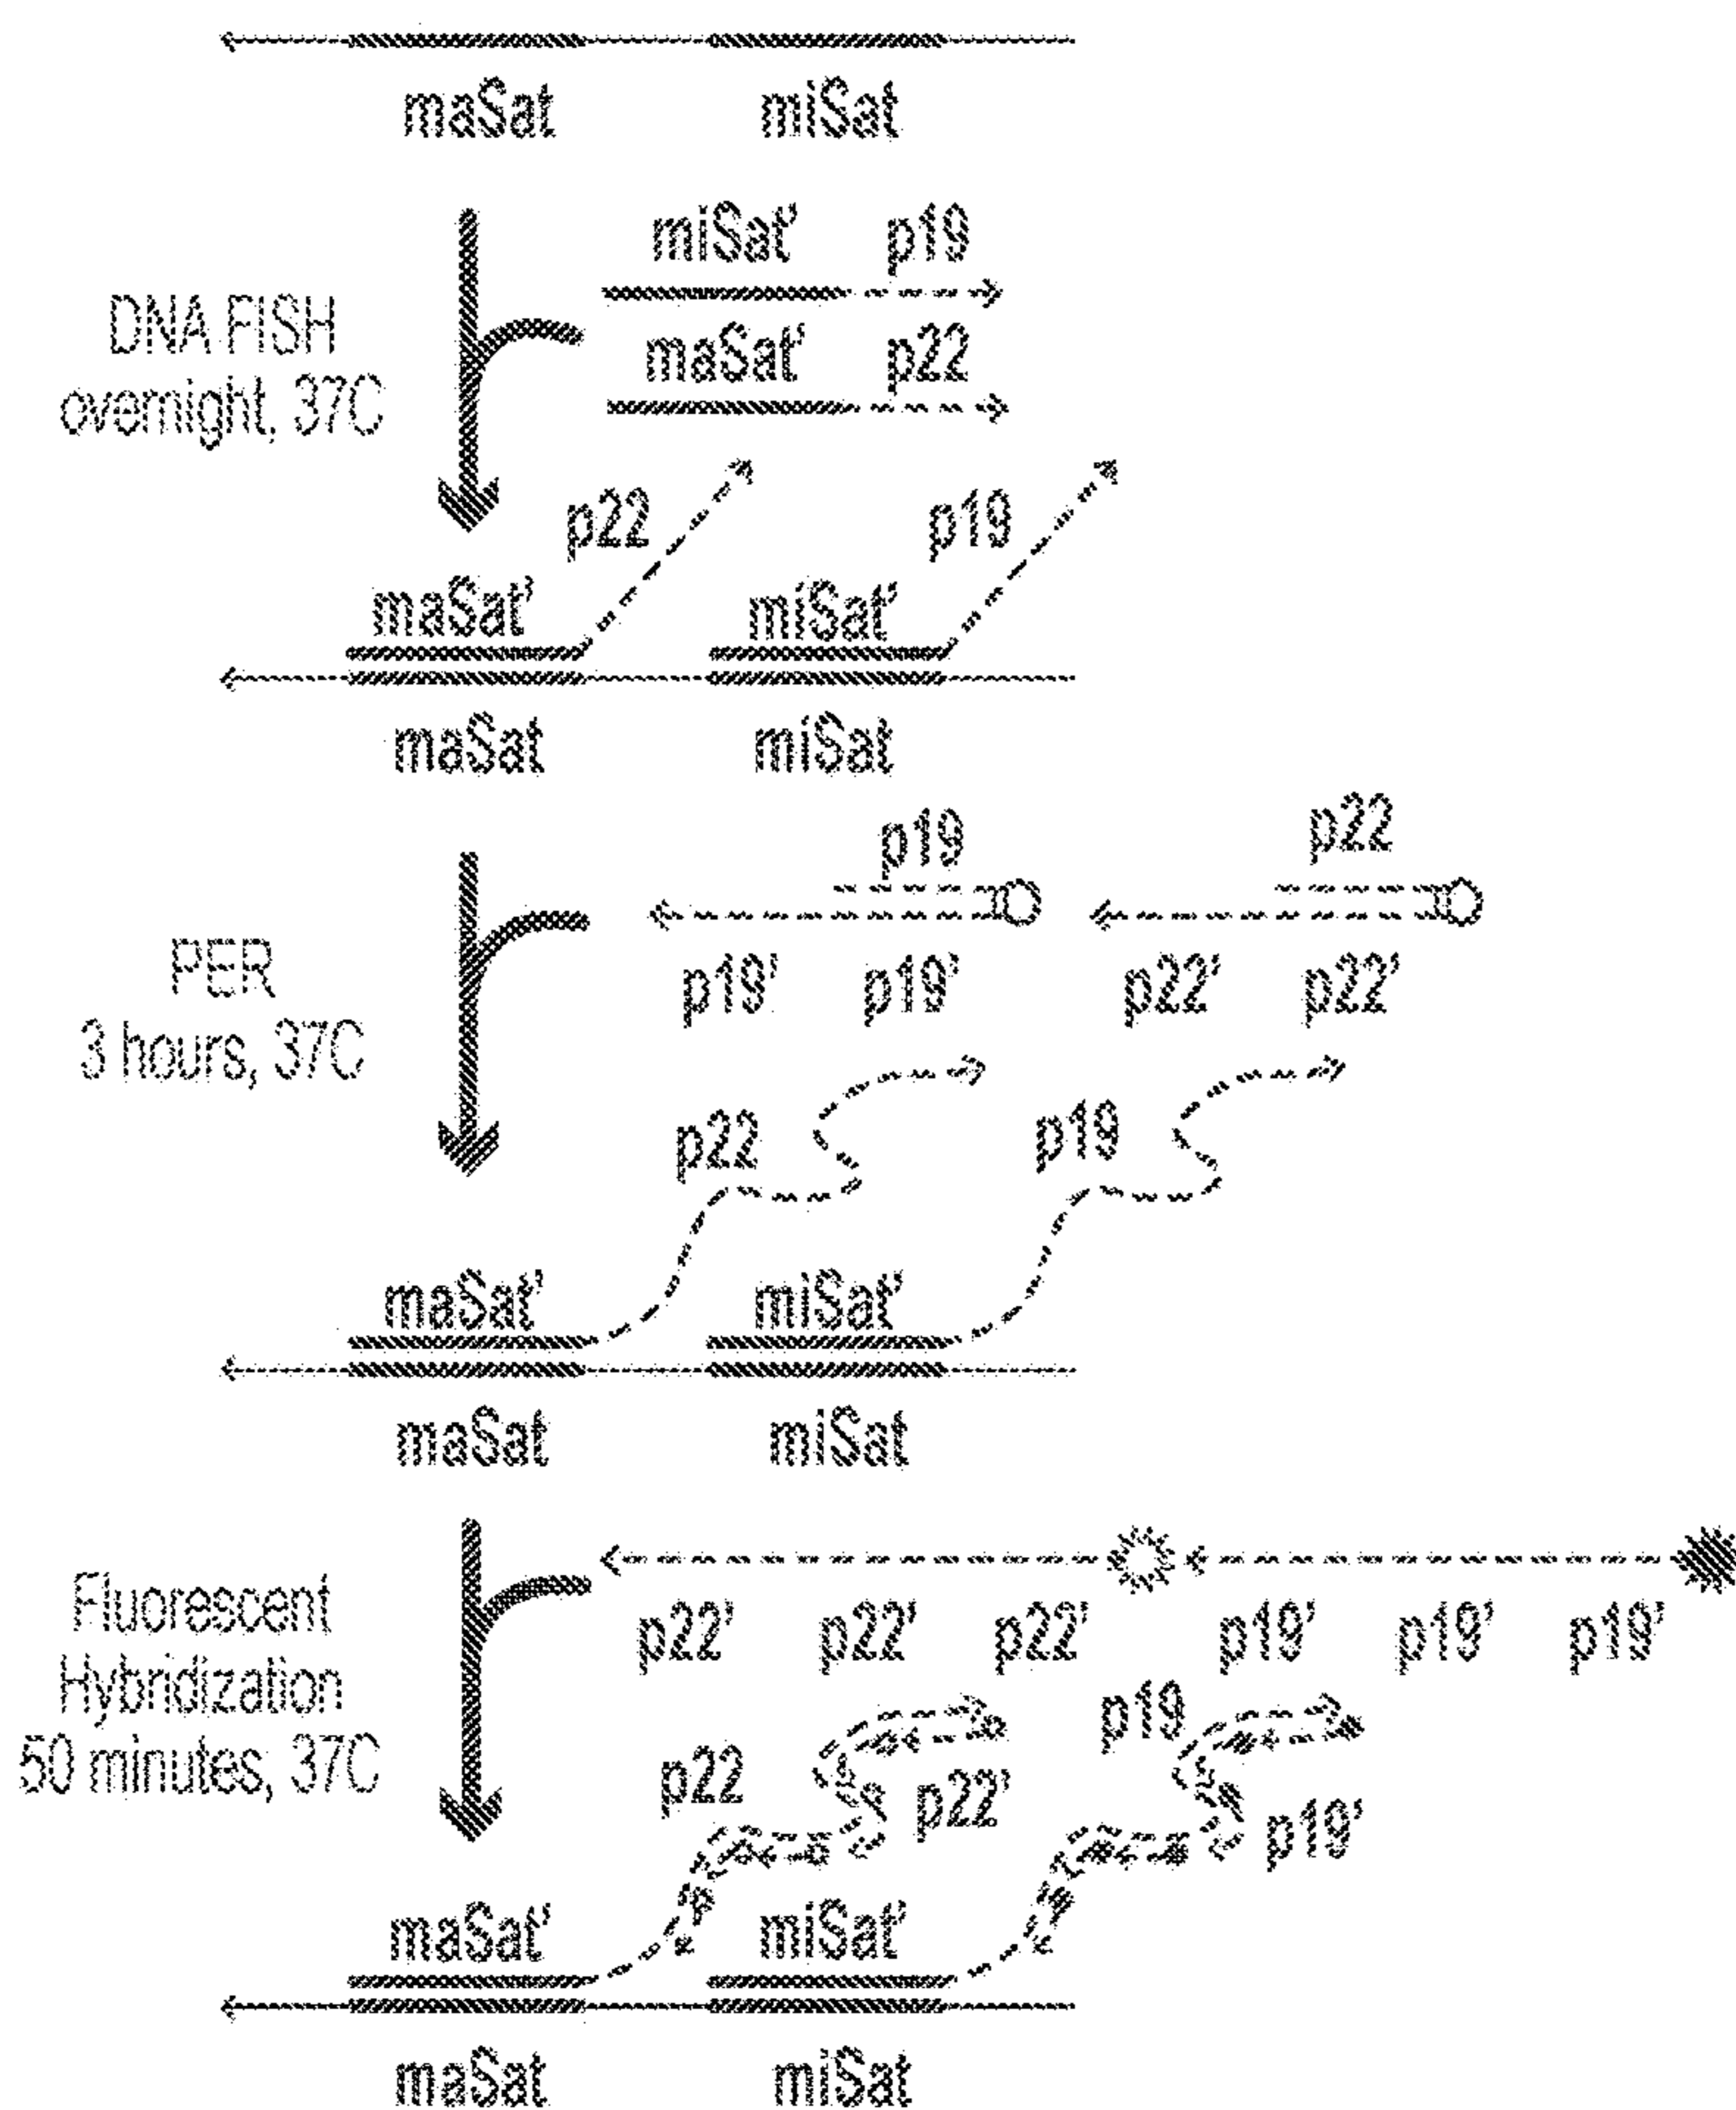 maSat miSat
miSat' p19
DNA FISH
overnight, 37C
maSat' p22
p22 p19
maSat' miSat'
maSat miSat
p19 p22
PER
3 hours, 37C
p19' p19' p22' p22'
p22 p19
maSat' miSat'
maSat miSat
Fluorescent
Hybridization
50 minutes, 37C
p22' p22' p22' p19' p19' p19'
p19
p22 p22' p19'
maSat' miSat'
maSat miSat